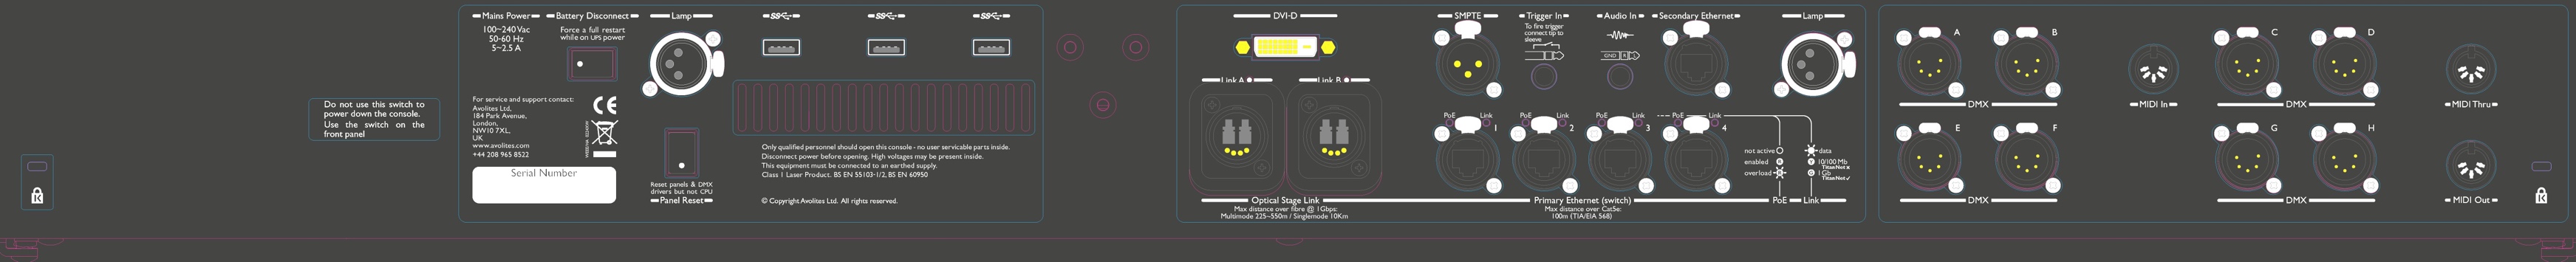 Do not use this switch to
power down the console.
Use the switch on the
front panel
Mains Power
100~240 Vac
50-60 Hz
5~2.5 A
Battery Disconnect
Force a full restart
while on UPS power
Lamp
SS
SS
SS
For service and support contact:
Avolites Ltd,
184 Park Avenue,
London,
NW10 7XL,
UK
www.avolites.com
+44 208 965 8522
CE
Serial Number
Reset panels & DMX
drivers but not CPU
Panel Reset
Only qualified personnel should open this console - no user servicable parts inside.
Disconnect power before opening. High voltages may be present inside.
This equipment must be connected to an earthed supply.
Class 1 Laser Product. BS EN 55103-1/2, BS EN 60950
© Copyright Avolites Ltd. All rights reserved.
DVI-D
Link A
Link B
Optical Stage Link
Max distance over fibre @ 1Gbps:
Multimode 225~550m / Singlemode 10Km
SMPTE
Trigger In
To fire trigger
connect tip to
sleeve
Audio In
GND
Secondary Ethernet
Lamp
PoE Link
1
PoE Link
2
PoE Link
3
PoE Link
4
not active
data
enabled
10/100 Mb
TitanNet x
overload
1Gb
TitanNet ✓
Primary Ethernet (switch)
Max distance over Cat5e:
100m (TIA/EIA 568)
PoE
Link
A
B
DMX
E
F
DMX
MIDI In
C
D
DMX
G
H
DMX
MIDI Thru
MIDI Out
K
K